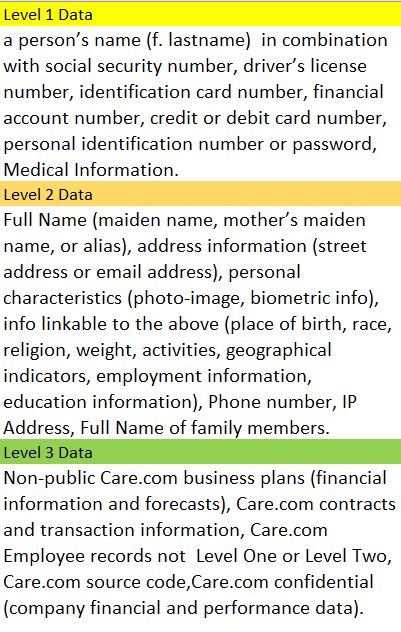 Level 1 Data
a person’s name (f. lastname)  in combination
with social security number, driver’s license
number, identification card number, financial
account number, credit or debit card number,
personal identification number or password,
Medical Information.
Level 2 Data
Full Name (maiden name, mother’s maiden
name, or alias), address information (street
address or email address), personal
characteristics (photo-image, biometric info),
info linkable to the above (place of birth, race,
religion, weight, activities, geographical
indicators, employment information,
education information), Phone number, IP
Address, Full Name of family members.
Level 3 Data
Non-public Care.com business plans (financial
information and forecasts), Care.com contracts
and transaction information, Care.com
Employee records not  Level One or Level Two,
Care.com source code,Care.com confidential
(company financial and performance data).